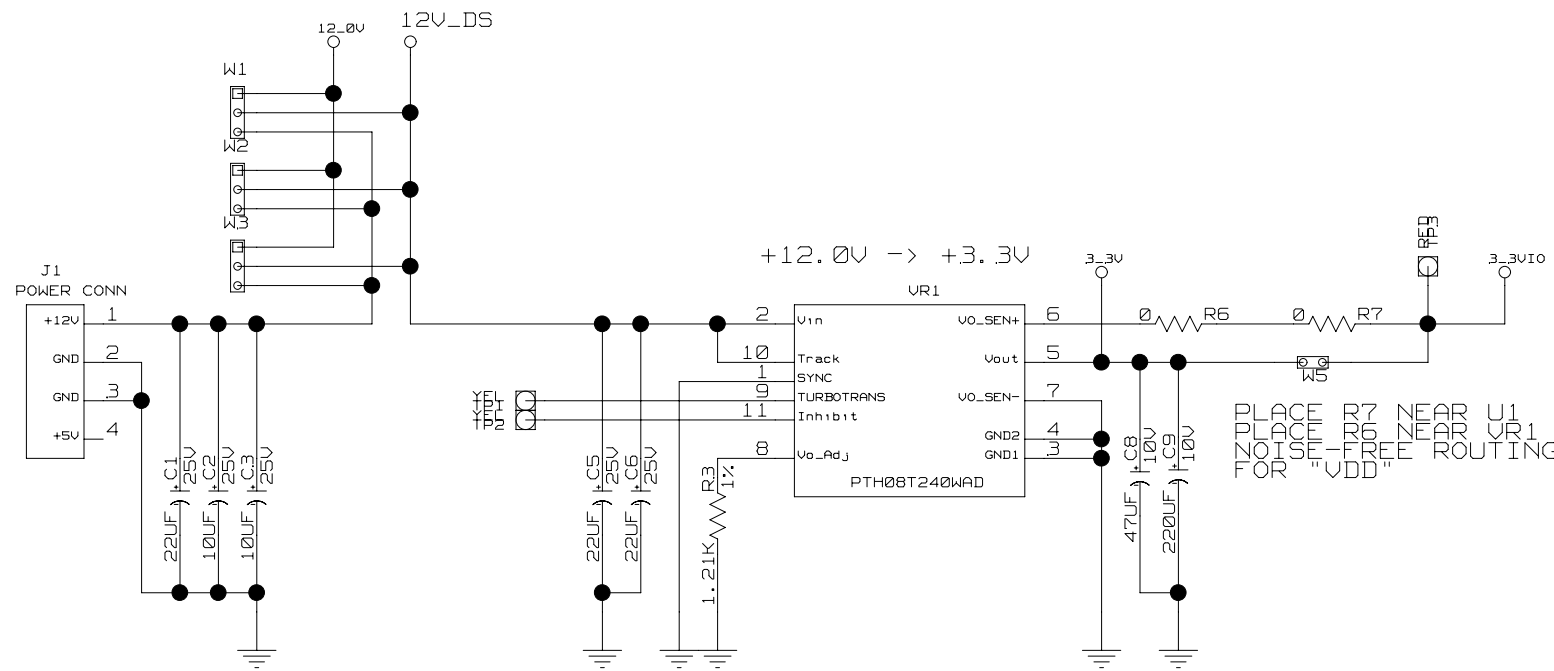 12_0V
12V_DS
W1
W2
W3
J1
POWER CONN
+12V 1
GND 2
GND 3
+5V 4
C1
25V
22UF
C2
25V
10UF
C3
25V
10UF
C5
25V
22UF
C6
25V
22UF
+12.0V -> +3.3V
VR1
2 Vin
10 Track
1 SYNC
9 TURBOTRANS
11 Inhibit
8 Vo_Adj
VO_SEN+ 6
Vout 5
VO_SEN- 7
GND2 4
GND1 3
PTH08T240WAD
YEL
TP1
YEL
TP2
R3
1%
1.21K
3_3V
0 R6
0 R7
W5
RED
TP3
3_3VIO
C8
10V
47UF
C9
10V
220UF
PLACE R7 NEAR U1
PLACE R6 NEAR VR1
NOISE-FREE ROUTING
FOR "VDD"